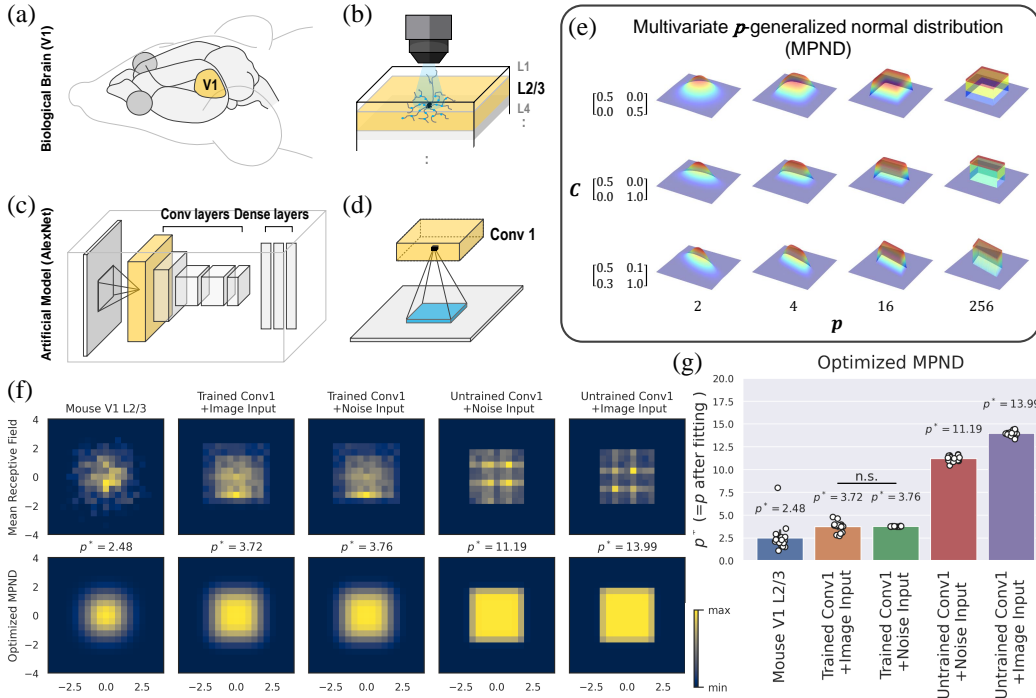 (a)
Biological Brain (V1)
V1
(b)
L1
L2/3
L4
:
:
(c)
Artificial Model (AlexNet)
Conv layers Dense layers
(d)
Conv 1
(e)
Multivariate p-generalized normal distribution
(MPND)
C
[0.5 0.0]
[0.0 0.5]
[0.5 0.0]
[0.0 1.0]
[0.5 0.1]
[0.3 1.0]
2 4 16 256
p
(f)
Mouse V1 L2/3
Trained Conv1
+Image Input
Trained Conv1
+Noise Input
Untrained Conv1
+Noise Input
Untrained Conv1
+Image Input
Mean Receptive Field
4
2
0
−2
−4
p* = 2.48
p* = 3.72
p* = 3.76
p* = 11.19
p* = 13.99
Optimized MPND
4
2
0
−2
−4
−2.5 0.0 2.5
−2.5 0.0 2.5
−2.5 0.0 2.5
−2.5 0.0 2.5
−2.5 0.0 2.5
max
min
(g)
Optimized MPND
p* (=p after fitting)
20.0
17.5
15.0
12.5
10.0
7.5
5.0
2.5
0.0
p* = 2.48
p* = 3.72
n.s.
p* = 3.76
p* = 11.19
p* = 13.99
Mouse V1 L2/3
Trained Conv1
+Image Input
Trained Conv1
+Noise Input
Untrained Conv1
+Noise Input
Untrained Conv1
+Image Input